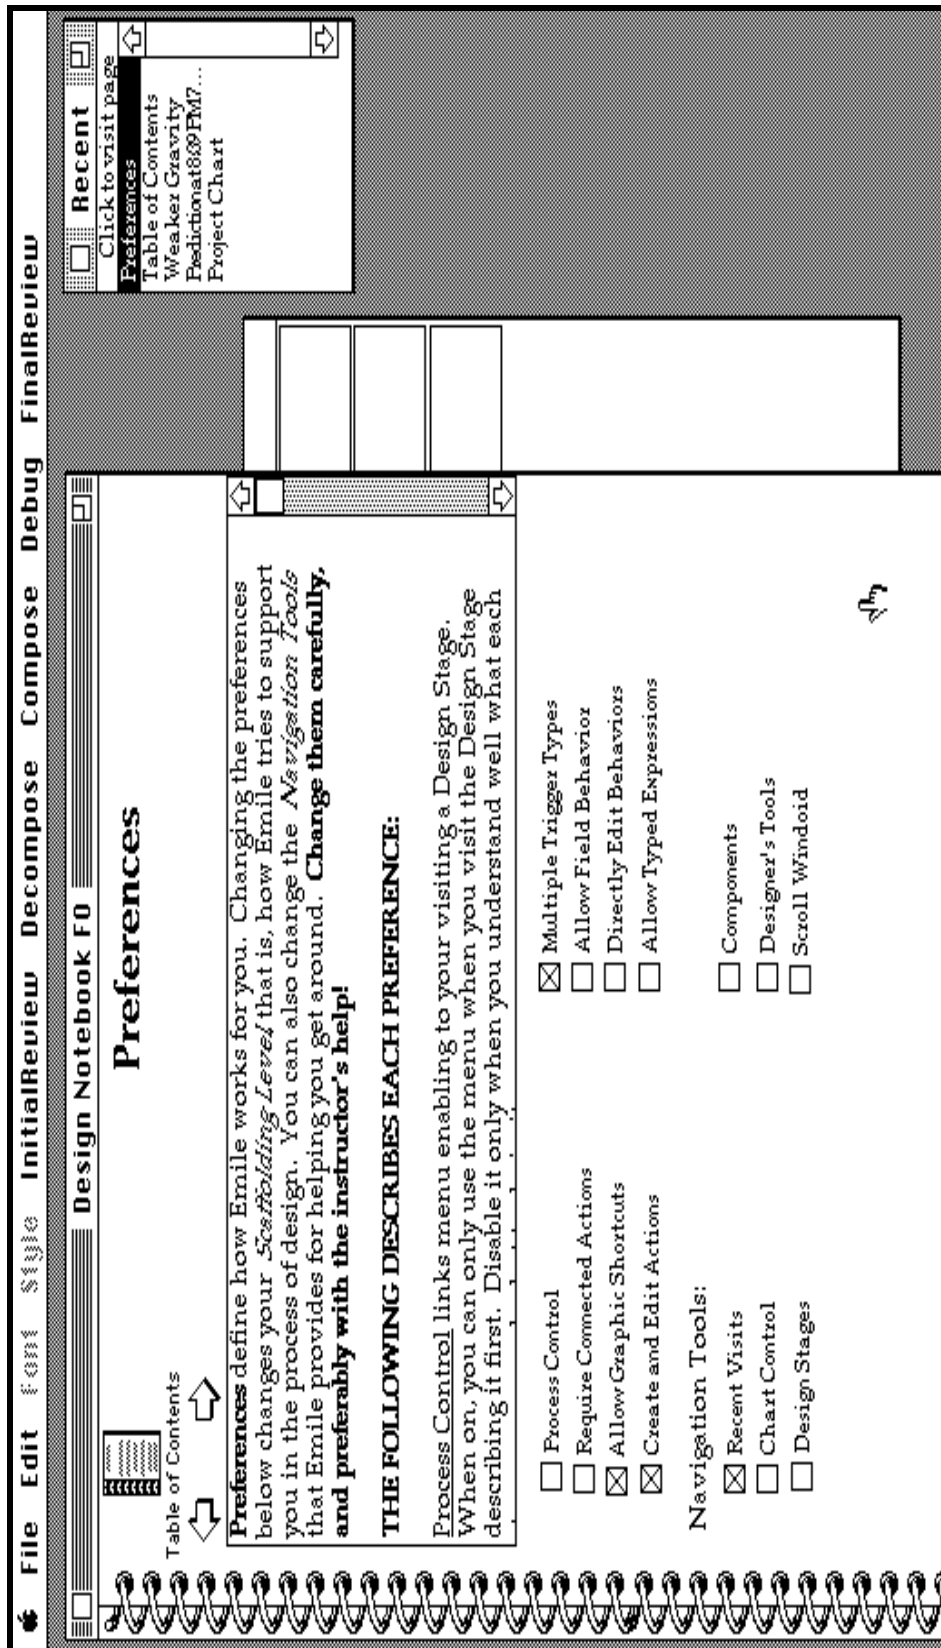 File Edit Font Style InitialReview Decompose Compose Debug FinalReview
Design Notebook F0
Table of Contents
Preferences
Preferences define how Emile works for you. Changing the preferences
below changes your Scaffolding Level, that is, how Emile tries to support
you in the process of design. You can also change the Navigation Tools
that Emile provides for helping you get around. Change them carefully,
and preferably with the instructor's help!
THE FOLLOWING DESCRIBES EACH PREFERENCE:
Process Control links menu enabling to your visiting a Design Stage.
When on, you can only use the menu when you visit the Design Stage
describing it first. Disable it only when you understand well what each
Process Control
Require Connected Actions
Allow Graphic Shortcuts
Create and Edit Actions
Multiple Trigger Types
Allow Field Behavior
Directly Edit Behaviors
Allow Typed Expressions
Navigation Tools:
Recent Visits
Chart Control
Design Stages
Components
Designer's Tools
Scroll Windoid
Recent
Click to visit page
Preferences
Table of Contents
Weaker Gravity
Predictionat8:09PM7...
Project Chart